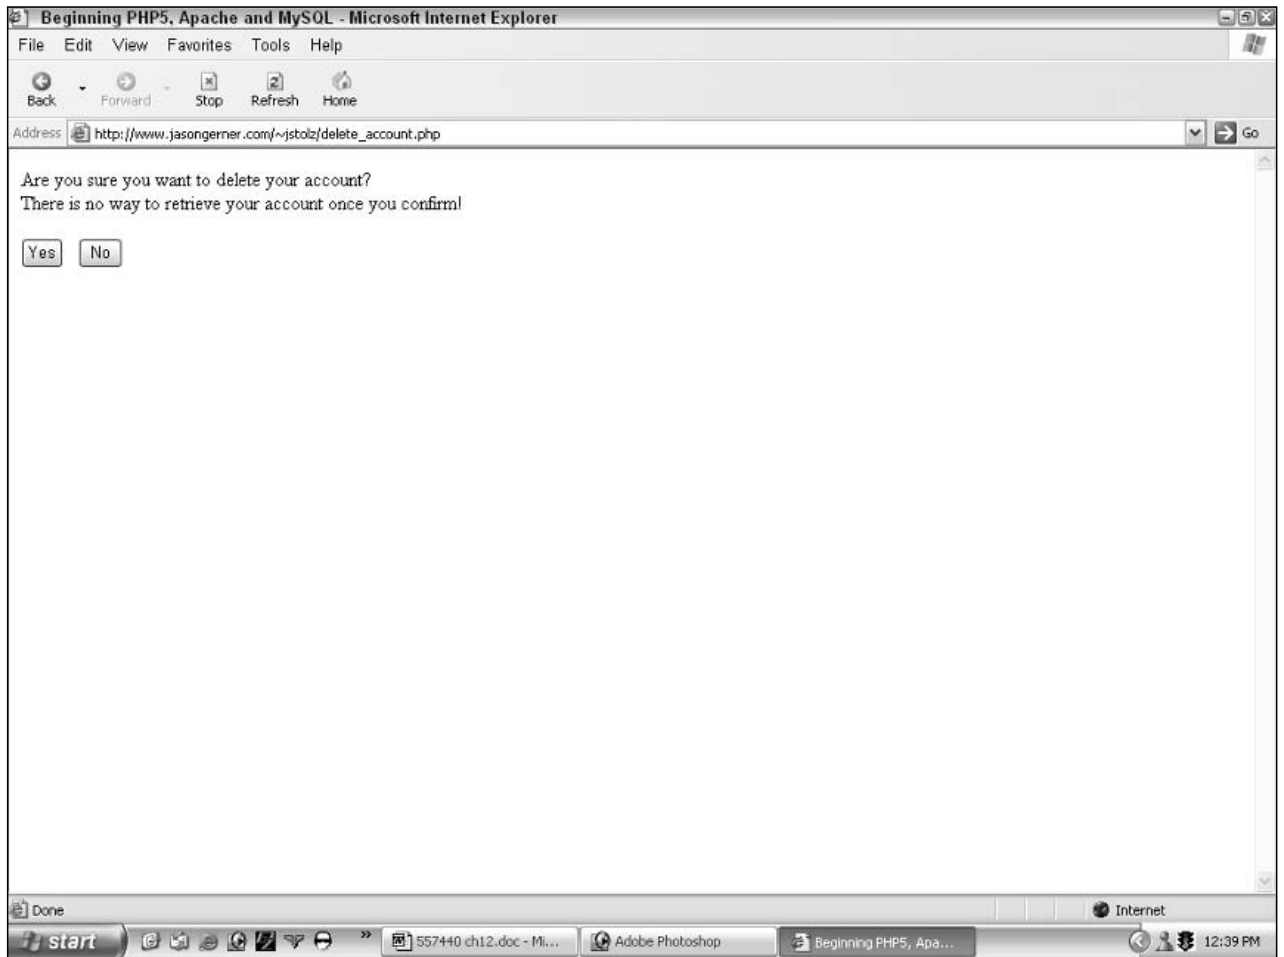 Beginning PHP5, Apache and MySQL - Microsoft Internet Explorer
File Edit View Favorites Tools Help
Back Forward Stop Refresh Home
Address http://www.jasongerner.com/~jstolz/delete_account.php Go
Are you sure you want to delete your account?
There is no way to retrieve your account once you confirm!
Yes No
Done Internet
start » 557440 ch12.doc - Mi... Adobe Photoshop Beginning PHP5, Apa... 12:39 PM